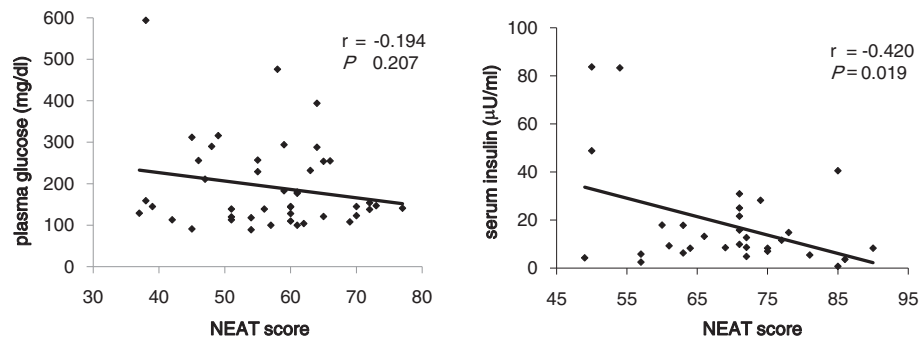 plasma glucose (mg/dl)
600
500
400
300
200
100
0
30 40 50 60 70 80
NEAT score
r = -0.194
P 0.207
serum insulin (μU/ml)
100
80
60
40
20
0
45 55 65 75 85 95
NEAT score
r = -0.420
P=0.019